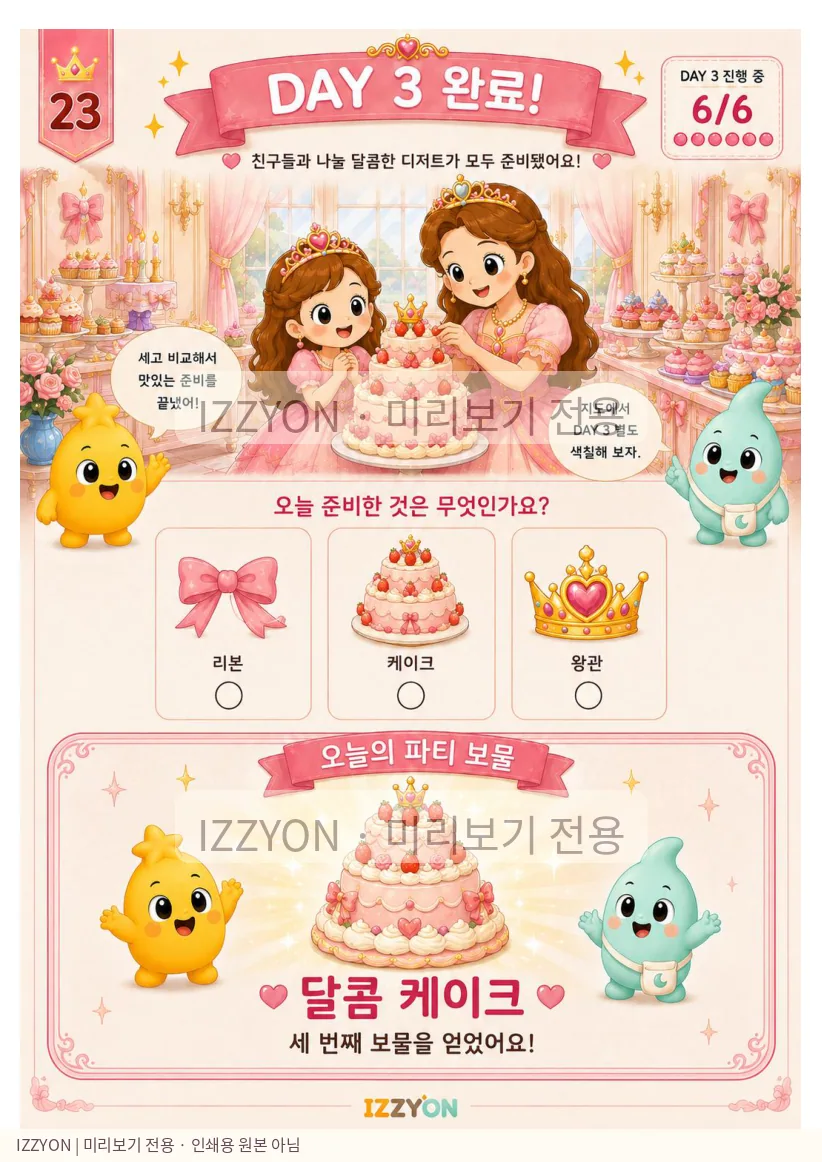 23
DAY 3 완료!
DAY 3 진행 중
6/6
친구들과 나눌 달콤한 디저트가 모두 준비됐어요!
세고 비교해서
맛있는 준비를
끝냈어!
IZZYON · 미리보기 전용
지도에서
DAY 3 별도
색칠해 보자.
오늘 준비한 것은 무엇인가요?
리본
케이크
왕관
오늘의 파티 보물
IZZYON · 미리보기 전용
달콤 케이크
세 번째 보물을 얻었어요!
IZZYON
IZZYON | 미리보기 전용 · 인쇄용 원본 아님